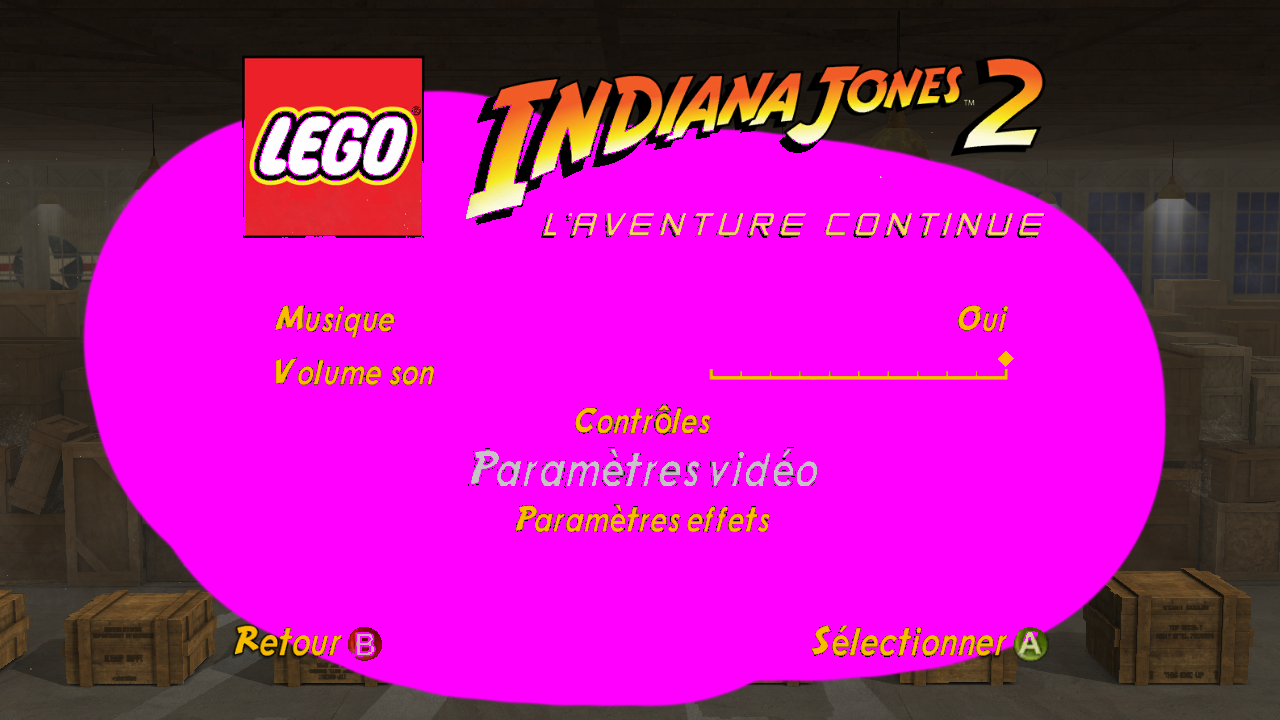 LEGO®
INDIANA JONES™ 2
L'AVENTURE CONTINUE
Musique Oui
Volume son
Contrôles
Paramètres vidéo
Paramètres effets
Retour B Sélectionner A